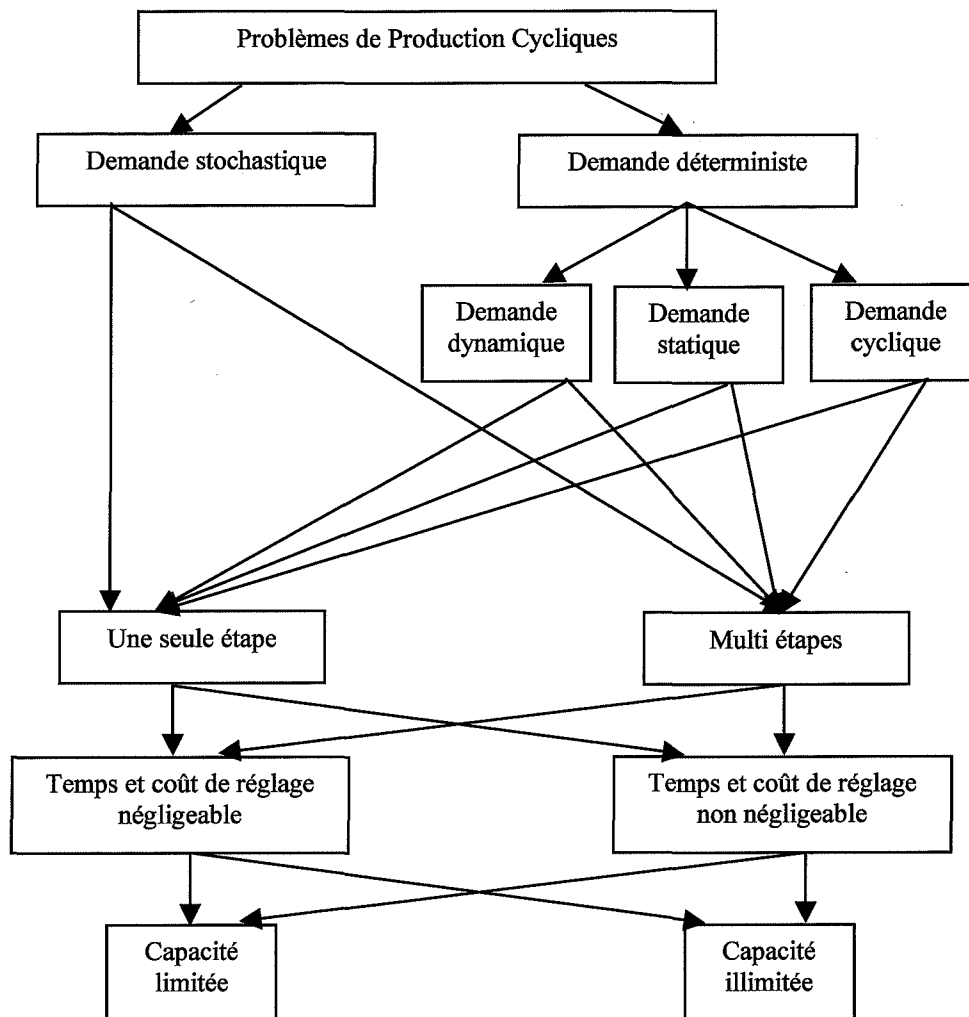 Problèmes de Production Cycliques
Demande stochastique
Demande déterministe
Demande
dynamique
Demande
statique
Demande
cyclique
Une seule étape
Multi étapes
Temps et coût de réglage
négligeable
Temps et coût de réglage
non négligeable
Capacité
limitée
Capacité
illimitée